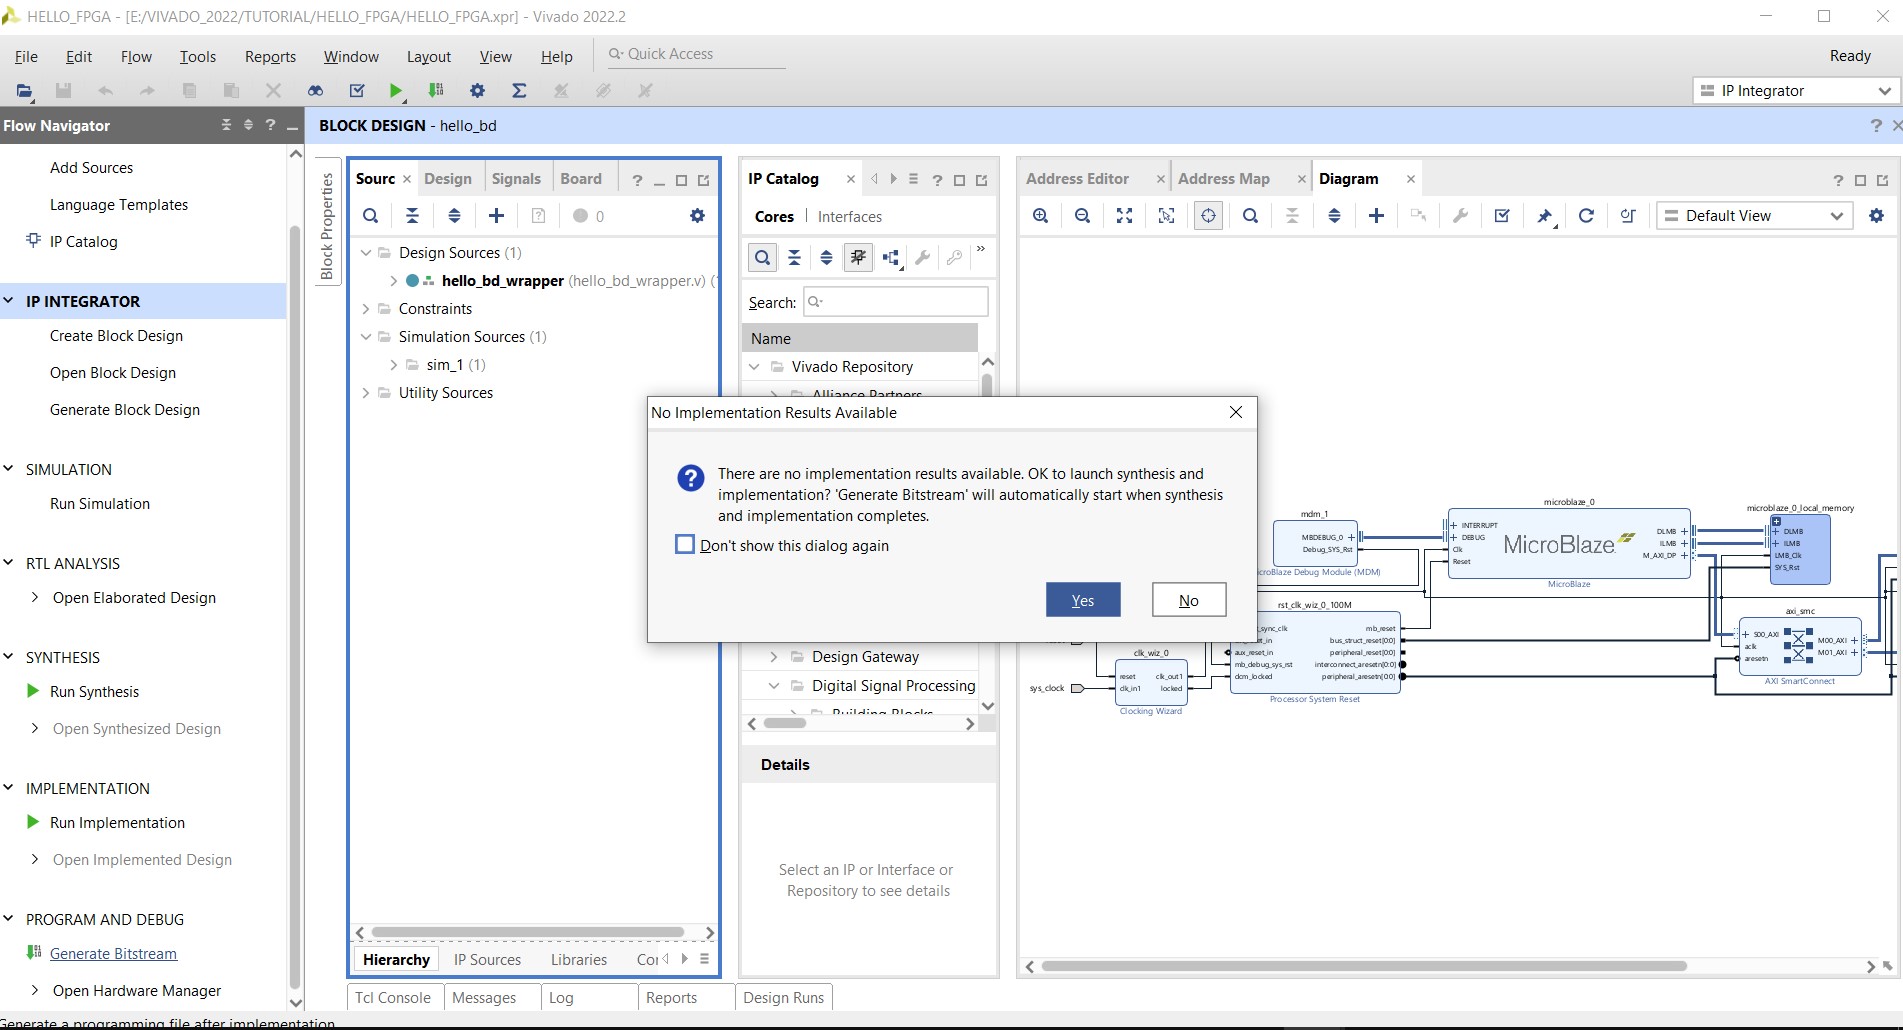 HELLO_FPGA - [E:/VIVADO_2022/TUTORIAL/HELLO_FPGA/HELLO_FPGA.xpr] - Vivado 2022.2
File Edit Flow Tools Reports Window Layout View Help Quick Access Ready
IP Integrator
Flow Navigator
Add Sources
Language Templates
IP Catalog
IP INTEGRATOR
Create Block Design
Open Block Design
Generate Block Design
SIMULATION
Run Simulation
RTL ANALYSIS
Open Elaborated Design
SYNTHESIS
Run Synthesis
Open Synthesized Design
IMPLEMENTATION
Run Implementation
Open Implemented Design
PROGRAM AND DEBUG
Generate Bitstream
Open Hardware Manager
Generate a programming file after implementation
BLOCK DESIGN - hello_bd
Block Properties
Sourc Design Signals Board
0
Design Sources (1)
hello_bd_wrapper (hello_bd_wrapper.v) (
Constraints
Simulation Sources (1)
sim_1 (1)
Utility Sources
Hierarchy IP Sources Libraries Cor
Tcl Console Messages Log Reports Design Runs
IP Catalog
Cores Interfaces
Search:
Name
Vivado Repository
Alliance Partners
Design Gateway
Digital Signal Processing
Building Blocks
Details
Select an IP or Interface or
Repository to see details
No Implementation Results Available
There are no implementation results available. OK to launch synthesis and
implementation? 'Generate Bitstream' will automatically start when synthesis
and implementation completes.
Don't show this dialog again
Yes No
Address Editor Address Map Diagram
Default View
mdm_1
MBDEBUG_0
Debug_SYS_Rst
icroBlaze Debug Module (MDM)
microblaze_0
INTERRUPT
DEBUG
Clk
Reset
MicroBlaze
DLMB
ILMB
M_AXI_DP
MicroBlaze
microblaze_0_local_memory
DLMB
ILMB
LMB_Clk
SYS_Rst
rst_clk_wiz_0_100M
_sync_clk
et_in
aux_reset_in
mb_debug_sys_rst
dcm_locked
mb_reset
bus_struct_reset[0:0]
peripheral_reset[0:0]
interconnect_aresetn[0:0]
peripheral_aresetn[0:0]
Processor System Reset
clk_wiz_0
reset
clk_in1
clk_out1
locked
Clocking Wizard
sys_clock
axi_smc
S00_AXI
aclk
aresetn
M00_AXI
M01_AXI
AXI SmartConnect